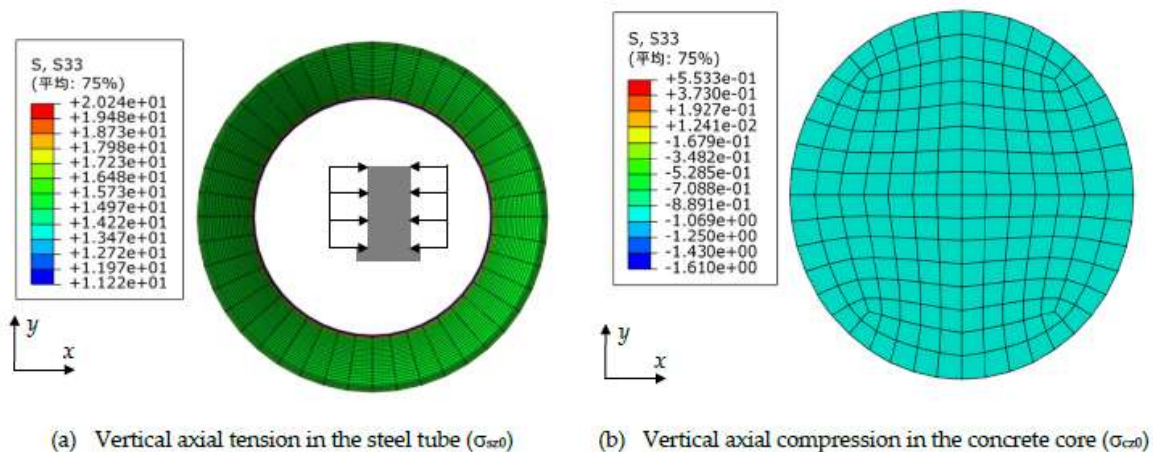 S, S33
(平均: 75%)
+2.024e+01
+1.948e+01
+1.873e+01
+1.798e+01
+1.723e+01
+1.648e+01
+1.573e+01
+1.497e+01
+1.422e+01
+1.347e+01
+1.272e+01
+1.197e+01
+1.122e+01
y
x
S, S33
(平均: 75%)
+5.533e-01
+3.730e-01
+1.927e-01
+1.241e-02
-1.679e-01
-3.482e-01
-5.285e-01
-7.088e-01
-8.891e-01
-1.069e+00
-1.250e+00
-1.430e+00
-1.610e+00
y
x
(a) Vertical axial tension in the steel tube (σsz0)
(b) Vertical axial compression in the concrete core (σcz0)